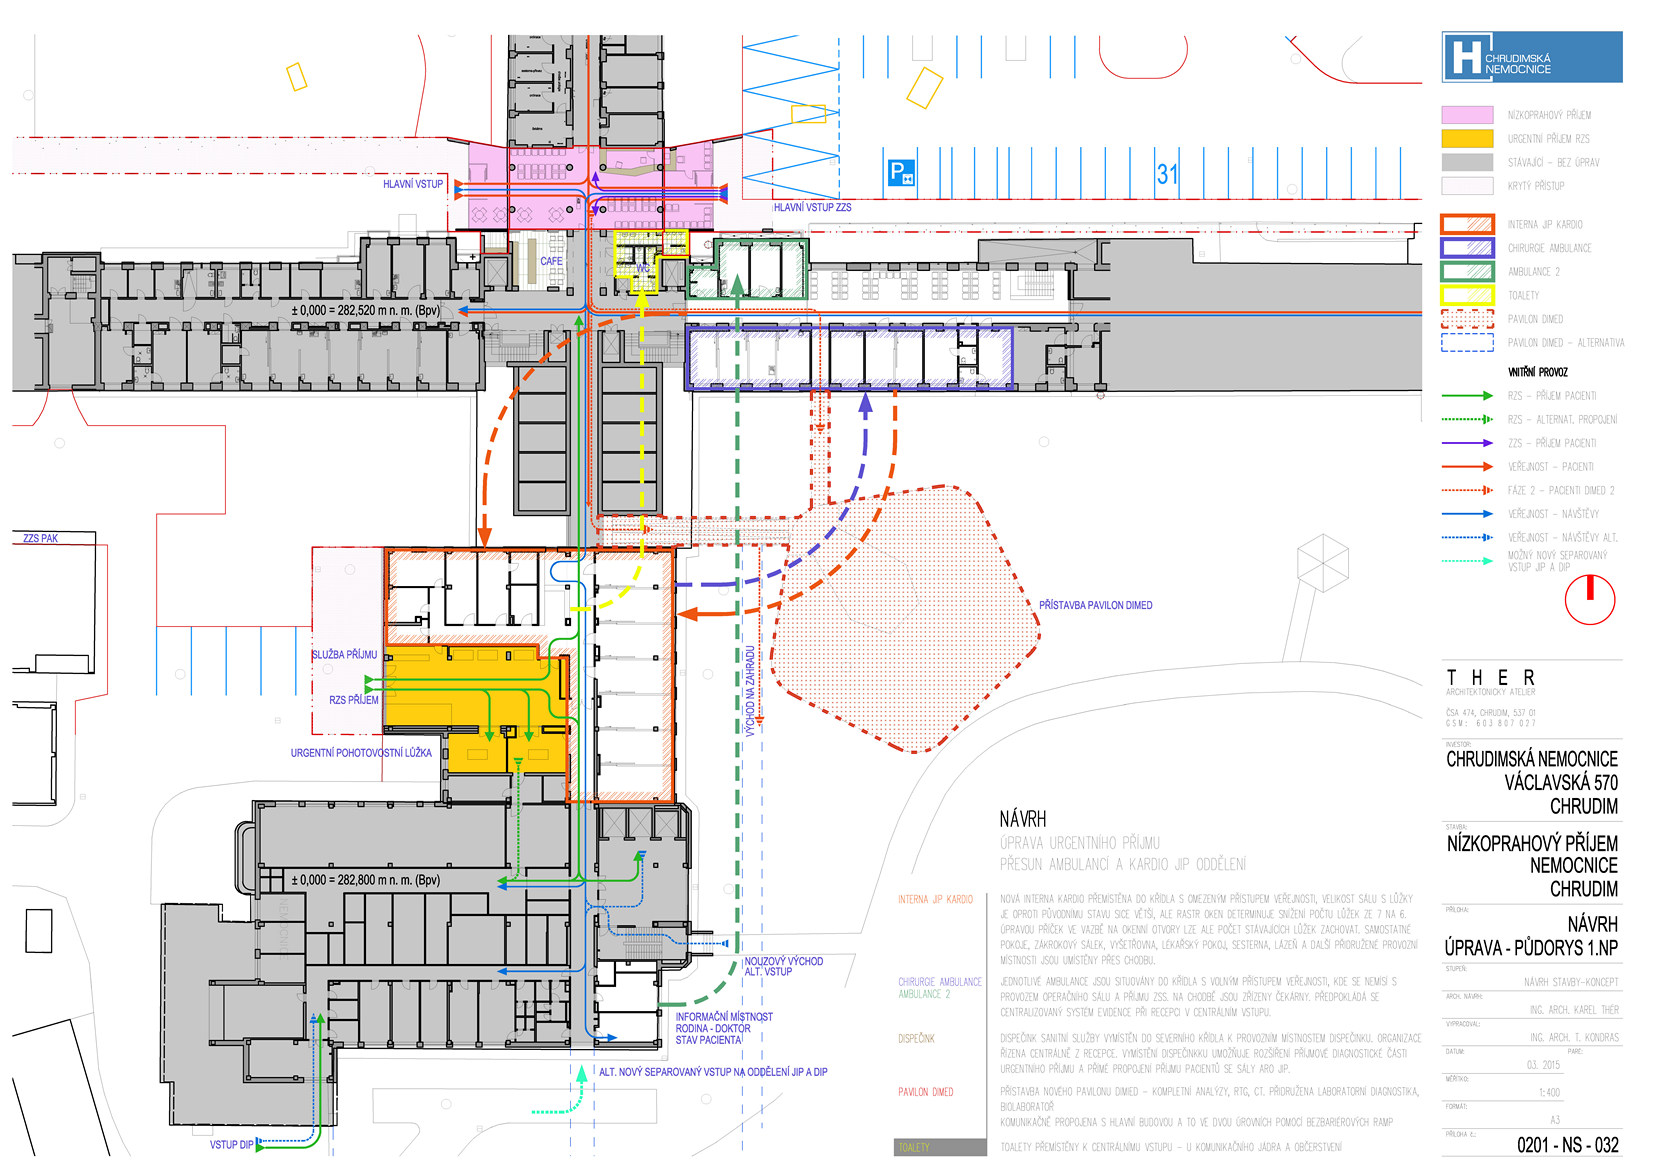 CHRUDIMSKÁ
NEMOCNICE
NÍZKOPRAHOVÝ PŘÍJEM
URGENTNÍ PŘÍJEM RZS
STÁVAJÍCÍ – BEZ ÚPRAV
KRYTÝ PŘÍSTUP
INTERNA JIP KARDIO
CHIRURGIE AMBULANCE
AMBULANCE 2
TOALETY
PAVILON DIMED
PAVILON DIMED – ALTERNATIVA
VNITŘNÍ PROVOZ
RZS – PŘÍJEM PACIENTI
RZS – ALTERNAT. PROPOJENÍ
ZZS – PŘÍJEM PACIENTI
VEŘEJNOST – PACIENTI
FÁZE 2 – PACIENTI DIMED 2
VEŘEJNOST – NÁVŠTĚVY
VEŘEJNOST – NÁVŠTĚVY ALT.
MOŽNÝ NOVÝ SEPAROVANÝ
VSTUP JIP A DIP
HLAVNÍ VSTUP
HLAVNÍ VSTUP ZZS
P
31
CAFE
WC
± 0,000 = 282,520 m n. m. (Bpv)
ZZS PAK
PŘÍSTAVBA PAVILON DIMED
SLUŽBA PŘÍJMU
RZS PŘÍJEM
VÝCHOD NA ZAHRADU
URGENTNÍ POHOTOVOSTNÍ LŮŽKA
± 0,000 = 282,800 m n. m. (Bpv)
NEMOCNICE
NOUZOVÝ VÝCHOD
ALT. VSTUP
INFORMAČNÍ MÍSTNOST
RODINA - DOKTOR
STAV PACIENTA
ALT. NOVÝ SEPAROVANÝ VSTUP NA ODDĚLENÍ JIP A DIP
VSTUP DIP
NÁVRH
ÚPRAVA URGENTNÍHO PŘÍJMU
PŘESUN AMBULANCÍ A KARDIO JIP ODDĚLENÍ
INTERNA JIP KARDIO
NOVÁ INTERNA KARDIO PŘEMÍSTĚNA DO KŘÍDLA S OMEZENÝM PŘÍSTUPEM VEŘEJNOSTI, VELIKOST SÁLU S LŮŽKY
JE OPROTI PŮVODNÍMU STAVU SICE VĚTŠÍ, ALE RASTR OKEN DETERMINUJE SNÍŽENÍ POČTU LŮŽEK ZE 7 NA 6.
ÚPRAVOU PŘÍČEK VE VAZBĚ NA OKENNÍ OTVORY LZE ALE POČET STÁVAJÍCÍCH LŮŽEK ZACHOVAT. SAMOSTATNÉ
POKOJE, ZÁKROKOVÝ SÁLEK, VYŠETŘOVNA, LÉKAŘSKÝ POKOJ, SESTERNA, LÁZEŇ A DALŠÍ PŘIDRUŽENÉ PROVOZNÍ
MÍSTNOSTI JSOU UMÍSTĚNY PŘES CHODBU.
CHIRURGIE AMBULANCE
AMBULANCE 2
JEDNOTLIVÉ AMBULANCE JSOU SITUOVÁNY DO KŘÍDLA S VOLNÝM PŘÍSTUPEM VEŘEJNOSTI, KDE SE NEMÍSÍ S
PROVOZEM OPERAČNÍHO SÁLU A PŘÍJMU ZSS. NA CHODBĚ JSOU ZŘÍZENY ČEKÁRNY. PŘEDPOKLÁDÁ SE
CENTRALIZOVANÝ SYSTÉM EVIDENCE PŘI RECEPCI V CENTRÁLNÍM VSTUPU.
DISPEČINK
DISPEČINK SANITNÍ SLUŽBY VYMÍSTĚN DO SEVERNÍHO KŘÍDLA K PROVOZNÍM MÍSTNOSTEM DISPEČINKU. ORGANIZACE
ŘÍZENA CENTRÁLNĚ Z RECEPCE. VYMÍSTĚNÍ DISPEČINKU UMOŽŇUJE ROZŠÍŘENÍ PŘÍJMOVÉ DIAGNOSTICKÉ ČÁSTI
URGENTNÍHO PŘÍJMU A PŘÍMÉ PROPOJENÍ PŘÍJMU PACIENTŮ SE SÁLY ARO JIP.
PAVILON DIMED
PŘÍSTAVBA NOVÉHO PAVILONU DIMED – KOMPLETNÍ ANALÝZY, RTG, CT. PŘIDRUŽENA LABORATORNÍ DIAGNOSTIKA,
BIOLABORATOŘ
KOMUNIKAČNĚ PROPOJENA S HLAVNÍ BUDOVOU A TO VE DVOU ÚROVNÍCH POMOCÍ BEZBARIÉROVÝCH RAMP
TOALETY
TOALETY PŘEMÍSTĚNY K CENTRÁLNÍMU VSTUPU – U KOMUNIKAČNÍHO JÁDRA A OBČERSTVENÍ
THER
ARCHITEKTONICKÝ ATELIER
ČSA 474, CHRUDIM, 537 01
GSM: 603 807 027
INVESTOR:
CHRUDIMSKÁ NEMOCNICE
VÁCLAVSKÁ 570
CHRUDIM
STAVBA:
NÍZKOPRAHOVÝ PŘÍJEM
NEMOCNICE
CHRUDIM
PŘÍLOHA:
NÁVRH
ÚPRAVA - PŮDORYS 1.NP
STUPEŇ:
NÁVRH STAVBY–KONCEPT
ARCH. NÁVRH:
ING. ARCH. KAREL THÉR
VYPRACOVAL:
ING. ARCH. T. KONDRAS
DATUM:
PARÉ:
03. 2015
MĚŘÍTKO:
1: 400
FORMÁT:
A3
PŘÍLOHA Č.:
0201 - NS - 032